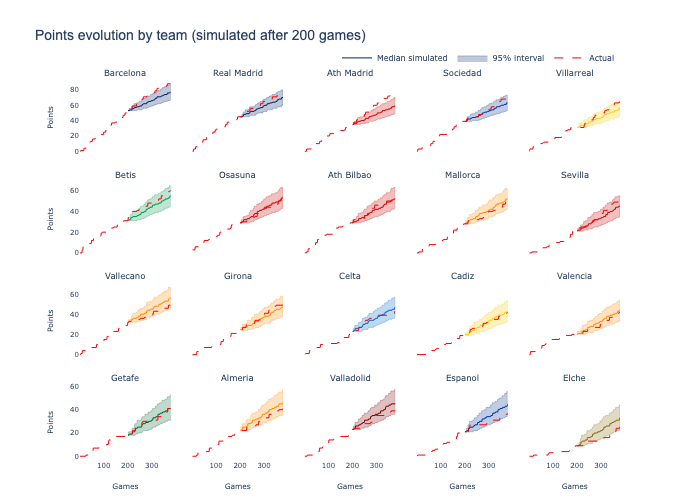 Points evolution by team (simulated after 200 games)
Median simulated 95% interval Actual
Barcelona Real Madrid Ath Madrid Sociedad Villarreal
80
60
40
20
0
Points
Betis Osasuna Ath Bilbao Mallorca Sevilla
60
40
20
0
Points
Vallecano Girona Celta Cadiz Valencia
60
40
20
0
Points
Getafe Almeria Valladolid Espanol Elche
60
40
20
0
Points
100 200 300 100 200 300 100 200 300 100 200 300 100 200 300
Games Games Games Games Games